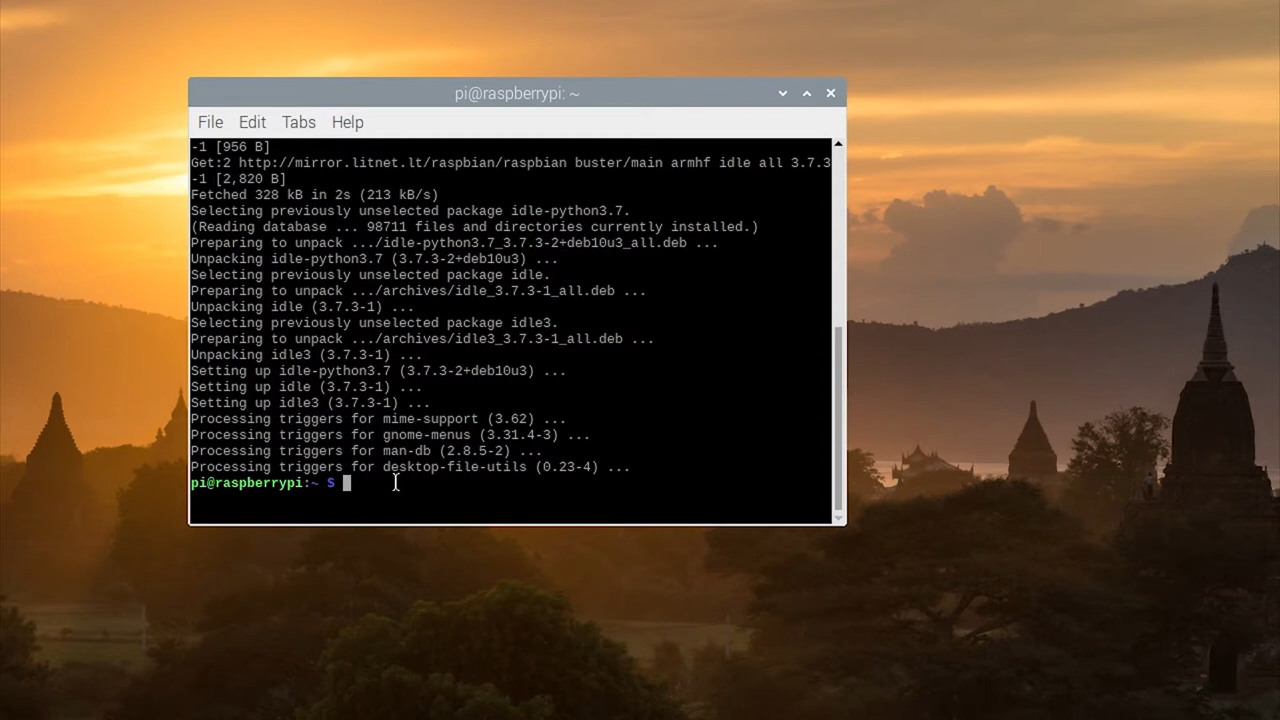 pi@raspberrypi: ~
File Edit Tabs Help
-1 [956 B]
Get:2 http://mirror.litnet.lt/raspbian/raspbian buster/main armhf idle all 3.7.3
-1 [2,820 B]
Fetched 328 kB in 2s (213 kB/s)
Selecting previously unselected package idle-python3.7.
(Reading database ... 98711 files and directories currently installed.)
Preparing to unpack .../idle-python3.7_3.7.3-2+deb10u3_all.deb ...
Unpacking idle-python3.7 (3.7.3-2+deb10u3) ...
Selecting previously unselected package idle.
Preparing to unpack .../archives/idle_3.7.3-1_all.deb ...
Unpacking idle (3.7.3-1) ...
Selecting previously unselected package idle3.
Preparing to unpack .../archives/idle3_3.7.3-1_all.deb ...
Unpacking idle3 (3.7.3-1) ...
Setting up idle-python3.7 (3.7.3-2+deb10u3) ...
Setting up idle (3.7.3-1) ...
Setting up idle3 (3.7.3-1) ...
Processing triggers for mime-support (3.62) ...
Processing triggers for gnome-menus (3.31.4-3) ...
Processing triggers for man-db (2.8.5-2) ...
Processing triggers for desktop-file-utils (0.23-4) ...
pi@raspberrypi:~ $